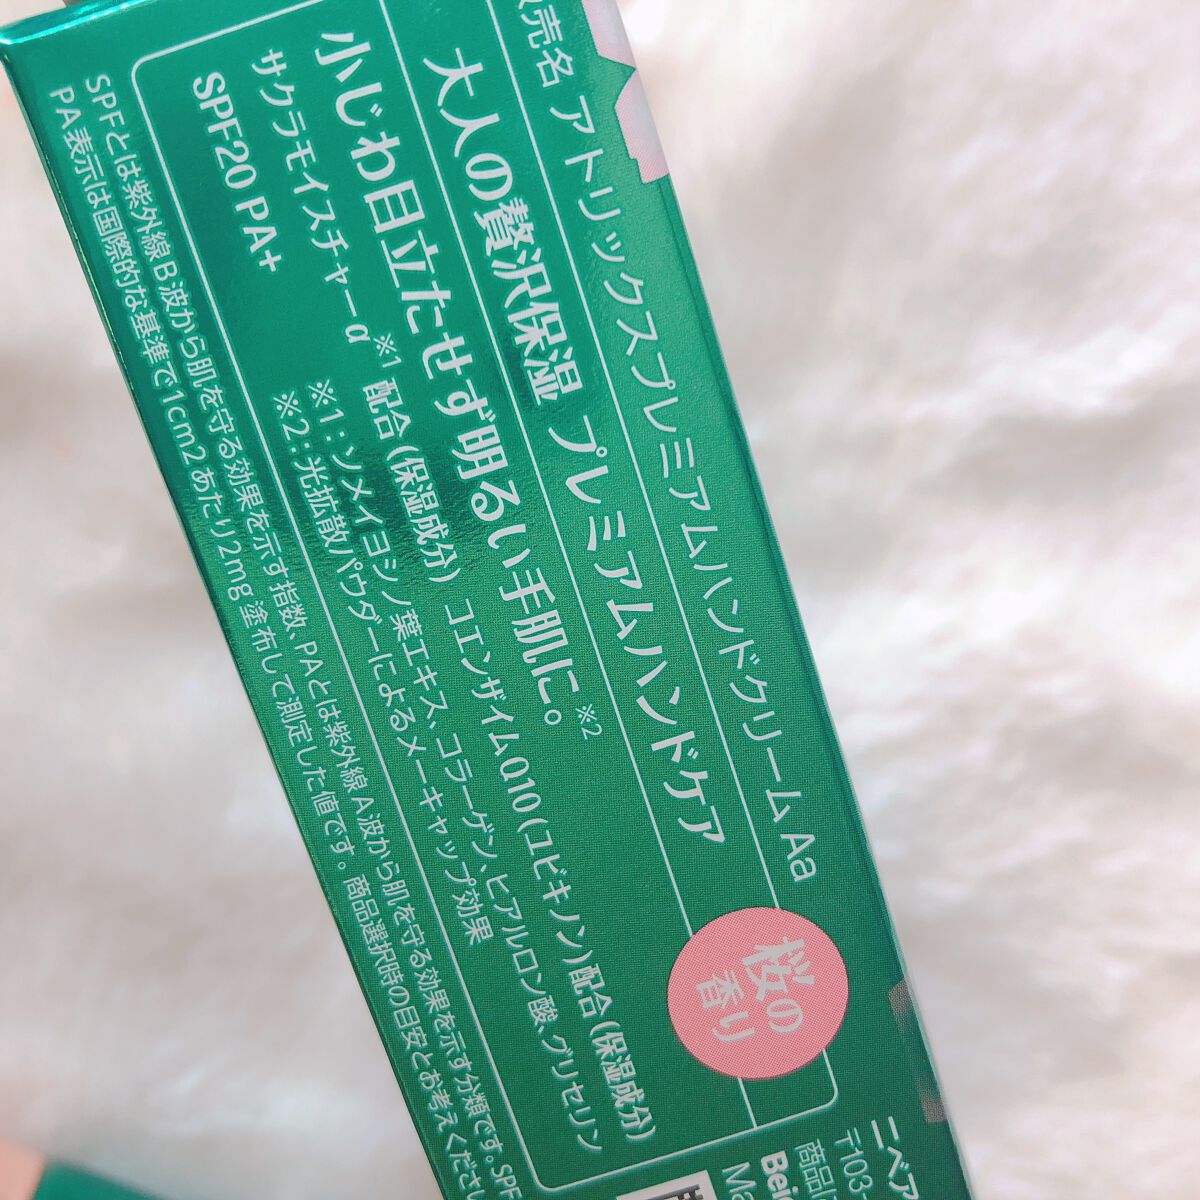 売名 アトリックスプレミアムハンドクリーム Aa
大人の贅沢保湿 プレミアムハンドケア
桜の
香り
小じわ目立たせず明るい手肌に。※2
サクラモイスチャーα※1 配合(保湿成分) コエンザイムQ10(ユビキノン)配合(保湿成分)
SPF20 PA+
※1:ソメイヨシノ葉エキス、コラーゲン、ヒアルロン酸、グリセリン
※2:光拡散パウダーによるメーキャップ効果
SPFとは紫外線B波から肌を守る効果を示す指数、PAとは紫外線A波から肌を守る効果を示す分類です。SPF
PA表示は国際的な基準で1cm2あたり2mg 塗布して測定した値です。商品選択時の目安とお考えくださ
ニベア
〒103-
商品
Bei
Ma